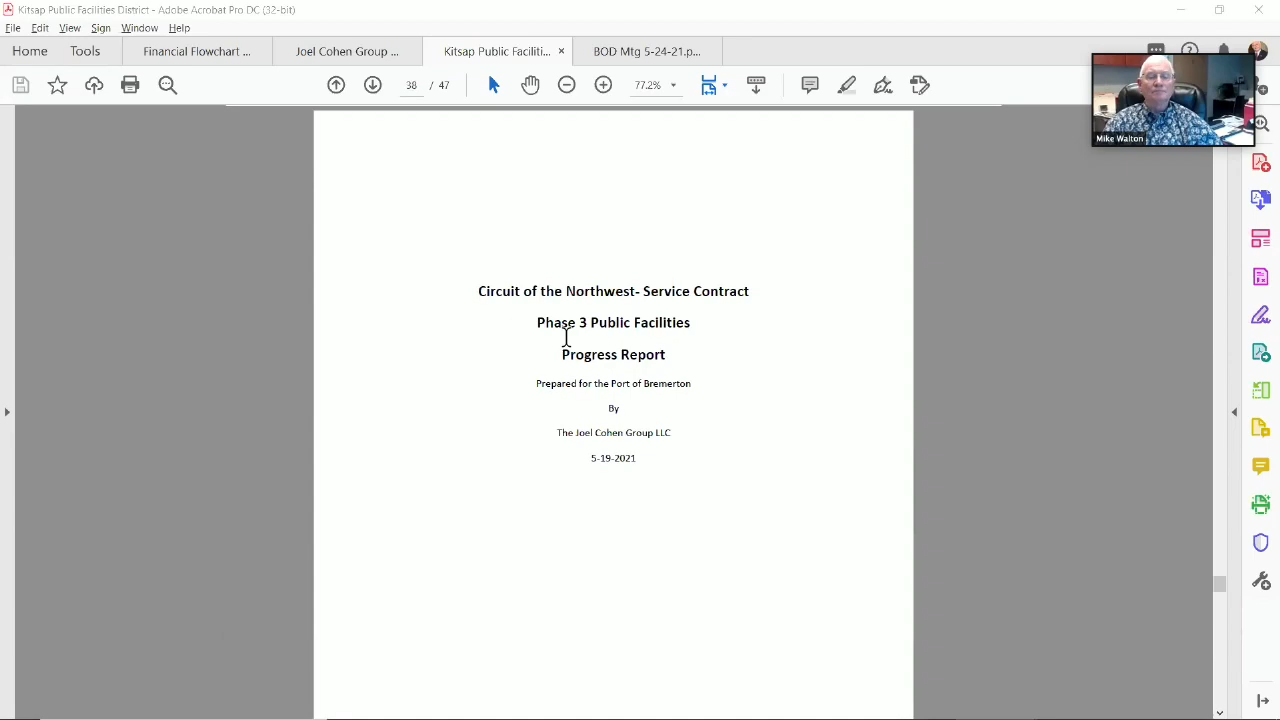 Kitsap Public Facilities District - Adobe Acrobat Pro DC (32-bit)
File Edit View Sign Window Help
Home Tools Financial Flowchart ... Joel Cohen Group ... Kitsap Public Faciliti... × BOD Mtg 5-24-21.p...
38 / 47 77.2%
Mike Walton
Circuit of the Northwest- Service Contract
Phase 3 Public Facilities
Progress Report
Prepared for the Port of Bremerton
By
The Joel Cohen Group LLC
5-19-2021